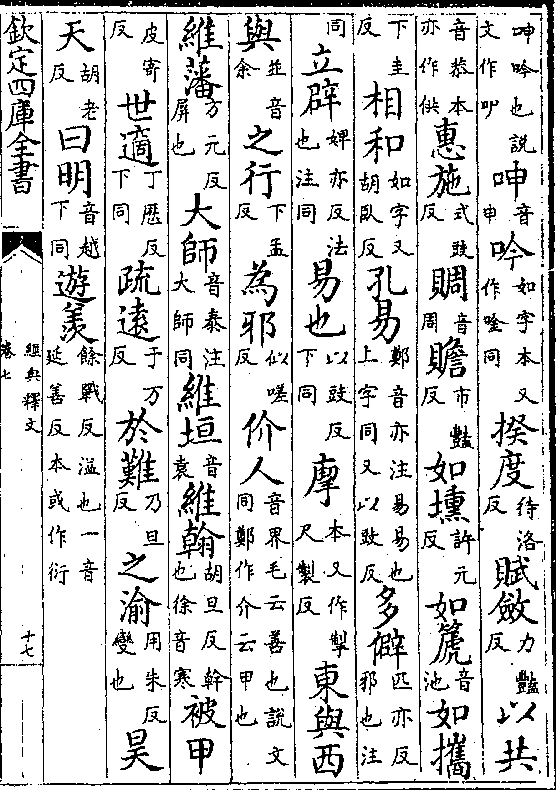 呻吟也說文作 呻音申吟如字本又作唫同揆度待洛反賦斂力豔反以共
音恭本亦作供惠施式豉反賙音周贍市豔反如壎許元反如篪音池如攜
下圭反相和如字又胡臥反孔易鄭音亦注易易也上字同又以豉反多僻匹亦反邪也注
同立辟婢亦反法也注同易也以豉反下同摩本又作掣尺製反東與西
與並音余之行下孟反為邪似嗟反价人音界毛云善也說文同鄭作介云甲也
維藩方元反屏也大師音泰注大師同維垣音袁維翰胡旦反幹也徐音寒被甲
皮寄反世適丁歷反下同疏遠于万反於難乃旦反之渝用朱反變也昊
天胡老反曰明音越下同遊羨餘戰反溢也一音延善反本或作衍
欽定四庫全書
經典釋文
卷七
十七